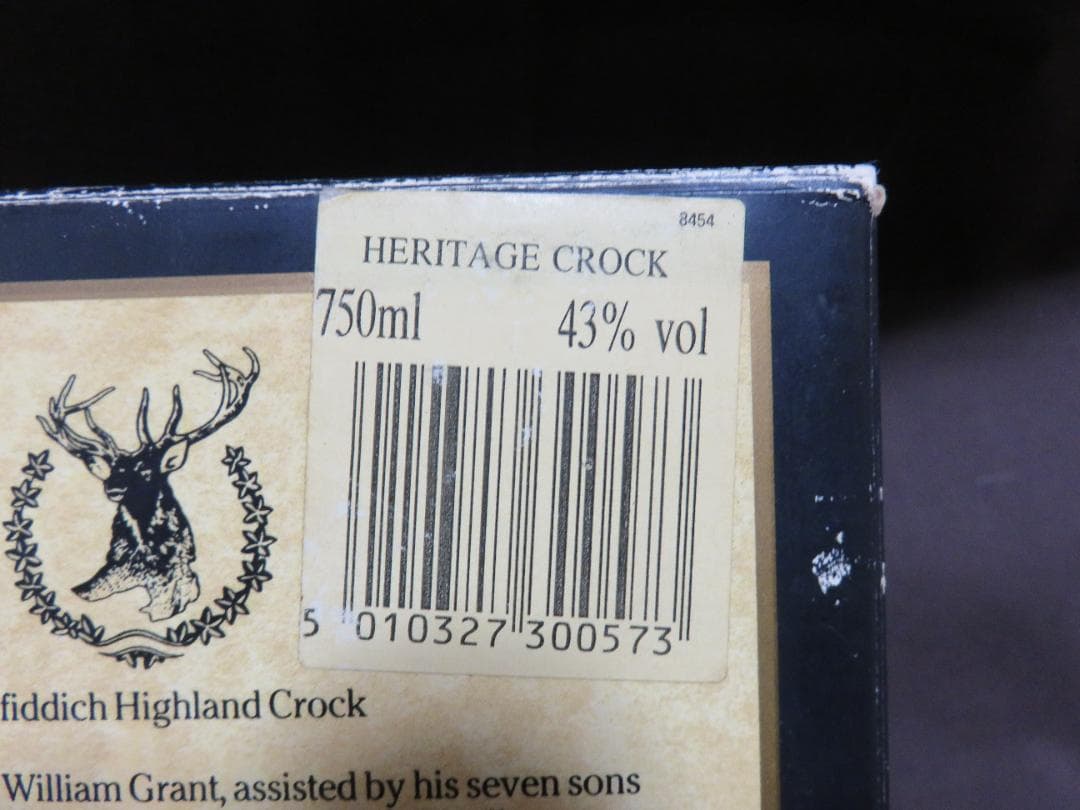 8454
HERITAGE CROCK
750ml 43% vol
5 010327 300573
fiddich Highland Crock
William Grant, assisted by his seven sons